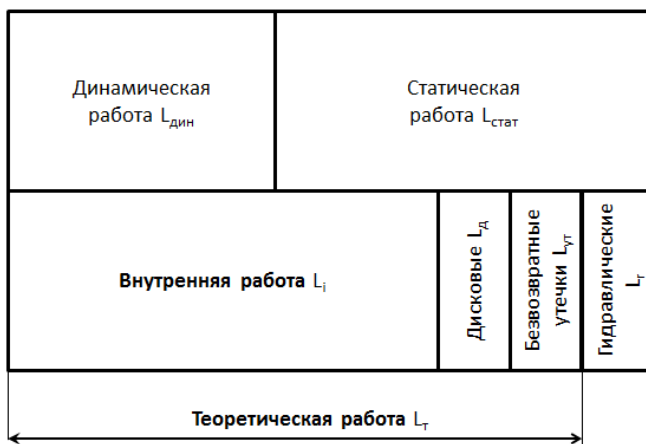 Динамическая
работа Lдин
Статическая
работа Lстат
Внутренняя работа Li
Дисковые Lд
Безвозвратные
утечки Lут
Гидравлические
Lг
Теоретическая работа Lт